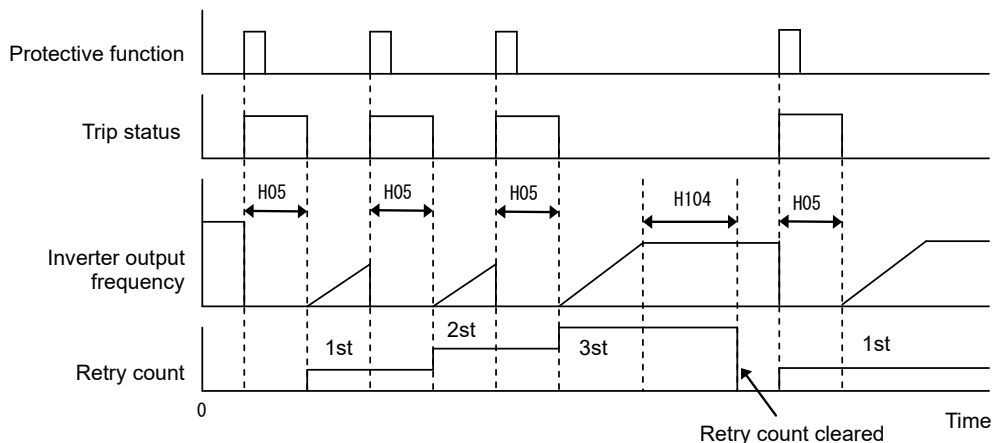 Protective function
Trip status
H05
H05
H05
H104
H05
Inverter output
frequency
1st
2st
3st
1st
Retry count
0
Time
Retry count cleared